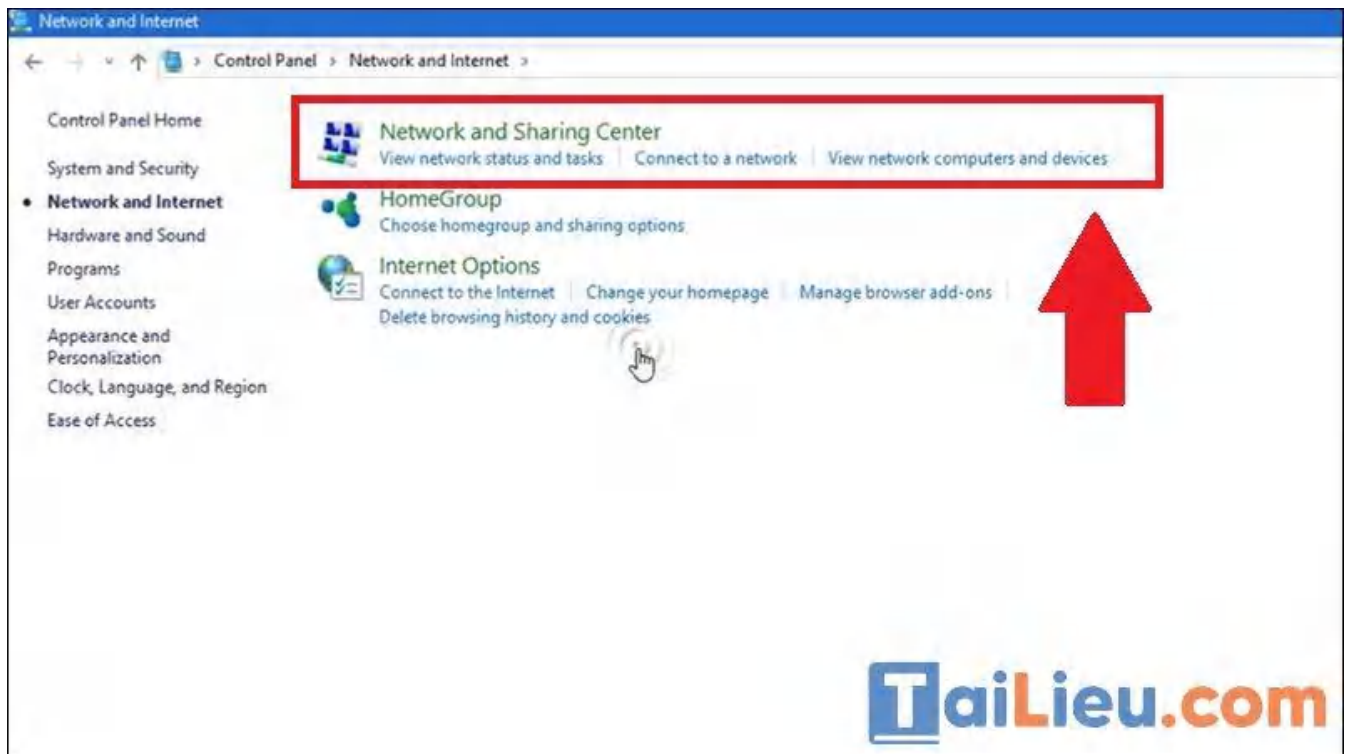 Network and Internet
Control Panel > Network and Internet >
Control Panel Home
System and Security
Network and Internet
Hardware and Sound
Programs
User Accounts
Appearance and
Personalization
Clock, Language, and Region
Ease of Access
Network and Sharing Center
View network status and tasks | Connect to a network | View network computers and devices
HomeGroup
Choose homegroup and sharing options
Internet Options
Connect to the Internet | Change your homepage | Manage browser add-ons
Delete browsing history and cookies
TaiLieu.com